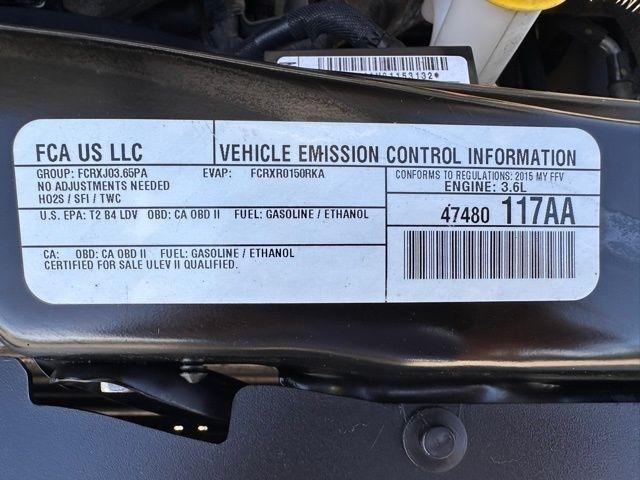 1153132*
FCA US LLC
VEHICLE EMISSION CONTROL INFORMATION
GROUP: FCRXJ03.65PA EVAP: FCRXR0150RKA
NO ADJUSTMENTS NEEDED
HO2S / SFI / TWC
CONFORMS TO REGULATIONS: 2015 MY FFV
ENGINE: 3.6L
U.S. EPA: T2 B4 LDV OBD: CA OBD II FUEL: GASOLINE / ETHANOL
47480 117AA
CA: OBD: CA OBD II FUEL: GASOLINE / ETHANOL
CERTIFIED FOR SALE ULEV II QUALIFIED.